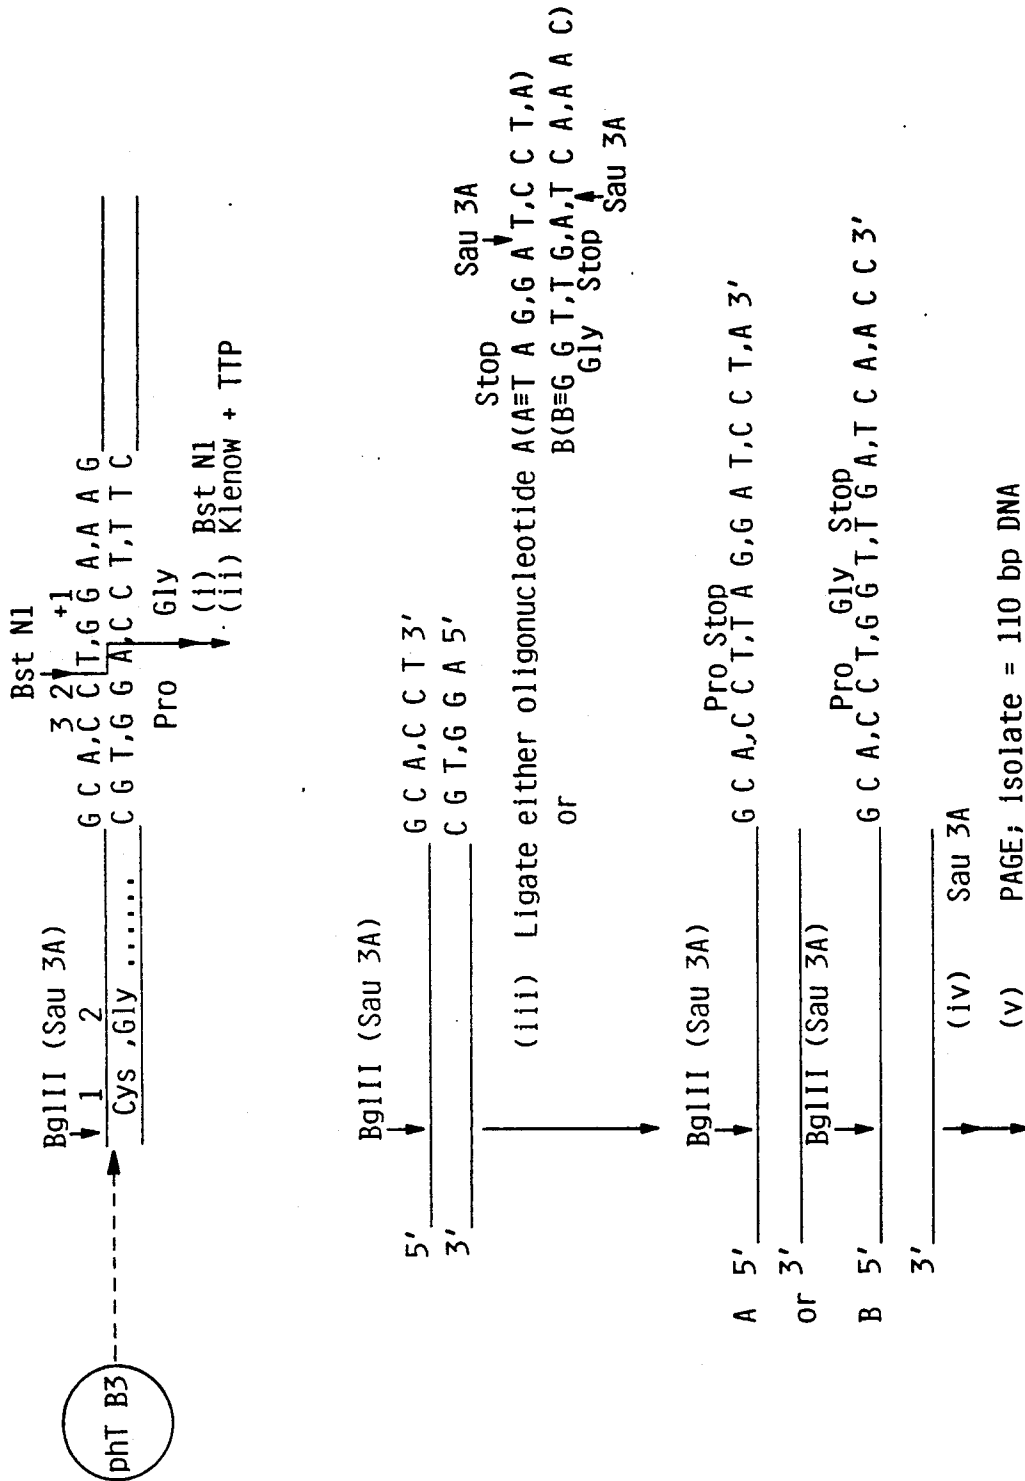 phT B3
BglII (Sau 3A)
1 2
Cys ,Gly ......
Bst N1
3 2 +1
G C A,C C T,G G A,A A G
C G T,G G A,C C T,T T C
Pro Gly
(i) Bst N1
(ii) Klenow + TTP
BglII (Sau 3A)
5' G C A,C C T 3'
3' C G T,G G A 5'
(iii) Ligate either oligonucleotide A(A≡T A G,G A T,C C T,A)
Stop
Sau 3A
or B(B≡G G T,T G,A,T C A,A A C)
Gly Stop
Sau 3A
BglII (Sau 3A)
Pro Stop
A 5' G C A,C C T,T A G,G A T,C C T,A 3'
or 3'
BglII (Sau 3A)
Pro Gly Stop
B 5' G C A,C C T,G G T,T G A,T C A,A C C 3'
3'
(iv) Sau 3A
(v) PAGE; isolate = 110 bp DNA